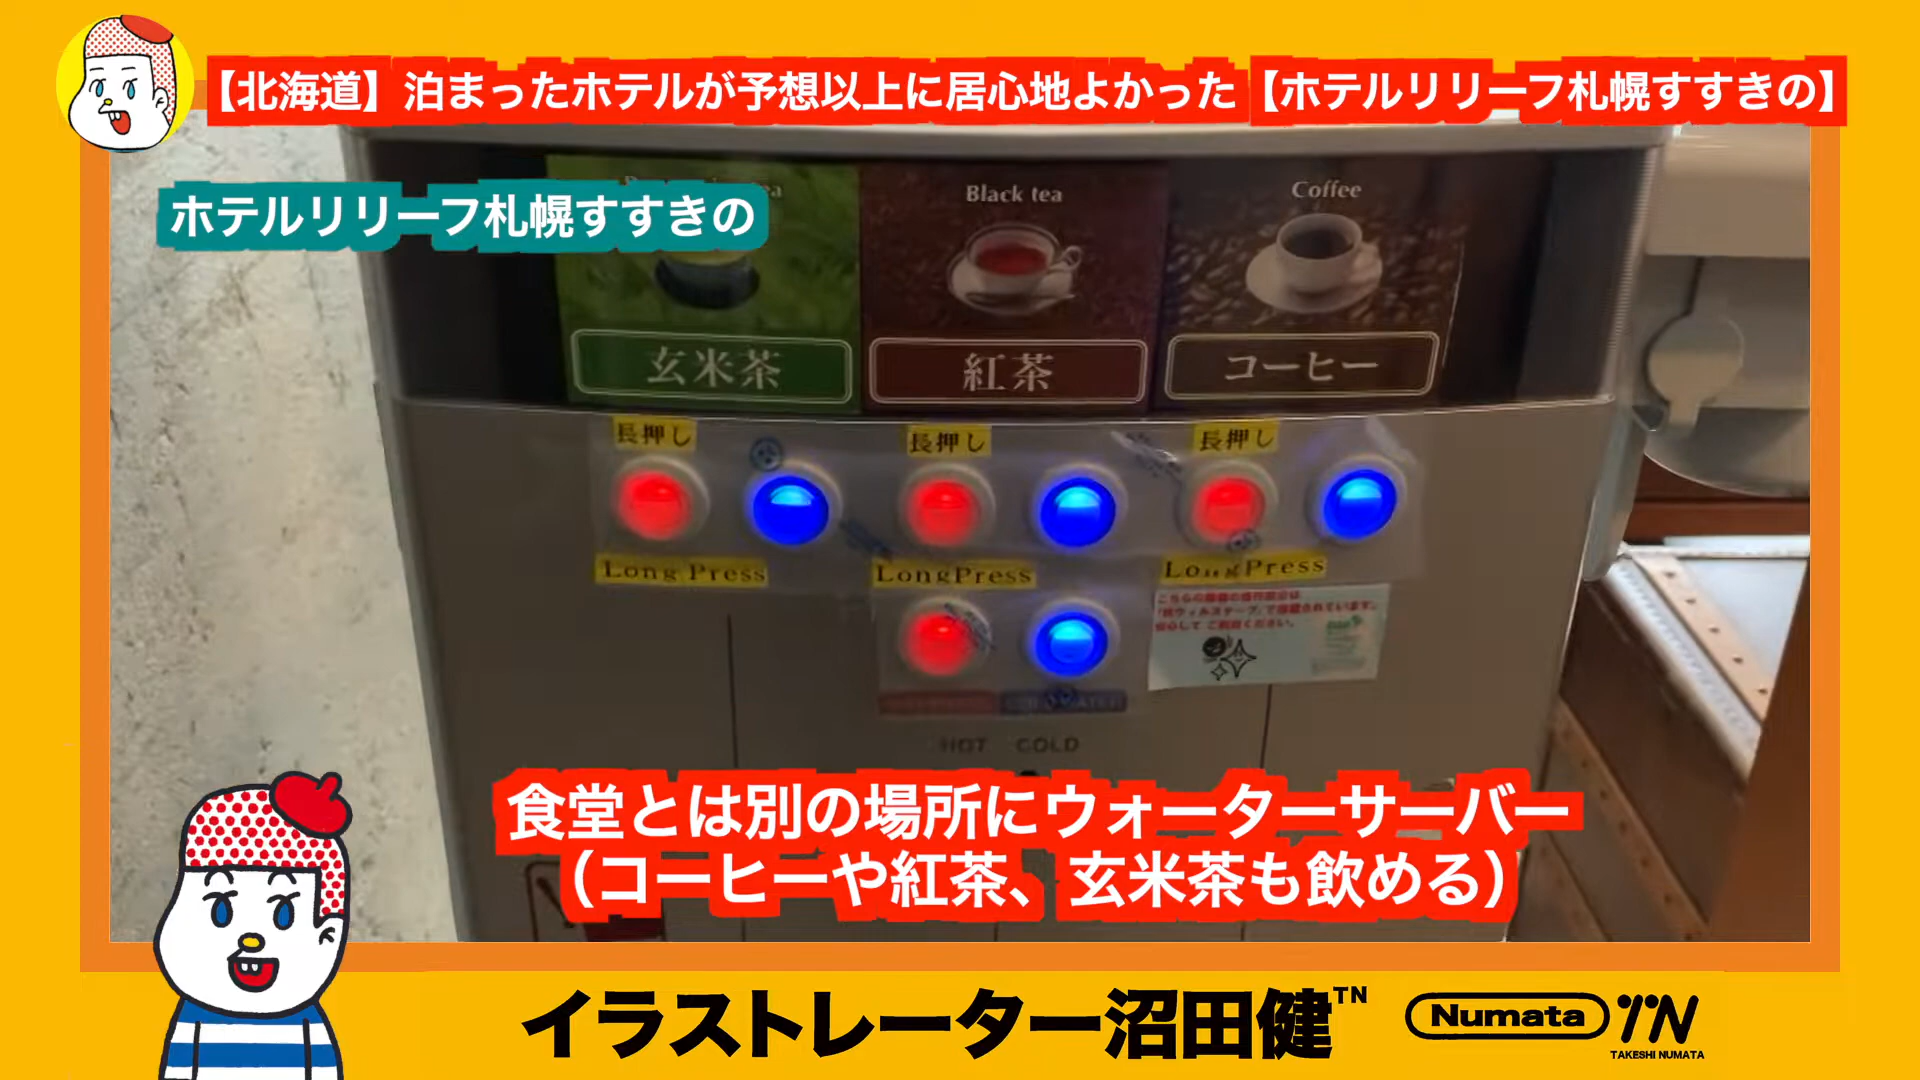 【北海道】泊まったホテルが予想以上に居心地よかった【ホテルリリーフ札幌すすきの】
ホテルリリーフ札幌すすきの
Black tea
Coffee
玄米茶
紅茶
コーヒー
長押し
長押し
長押し
Long Press
LongPress
LongPress
HOT COLD
食堂とは別の場所にウォーターサーバー
（コーヒーや紅茶、玄米茶も飲める）
イラストレーター沼田健TN
Numata
TN
TAKESHI NUMATA